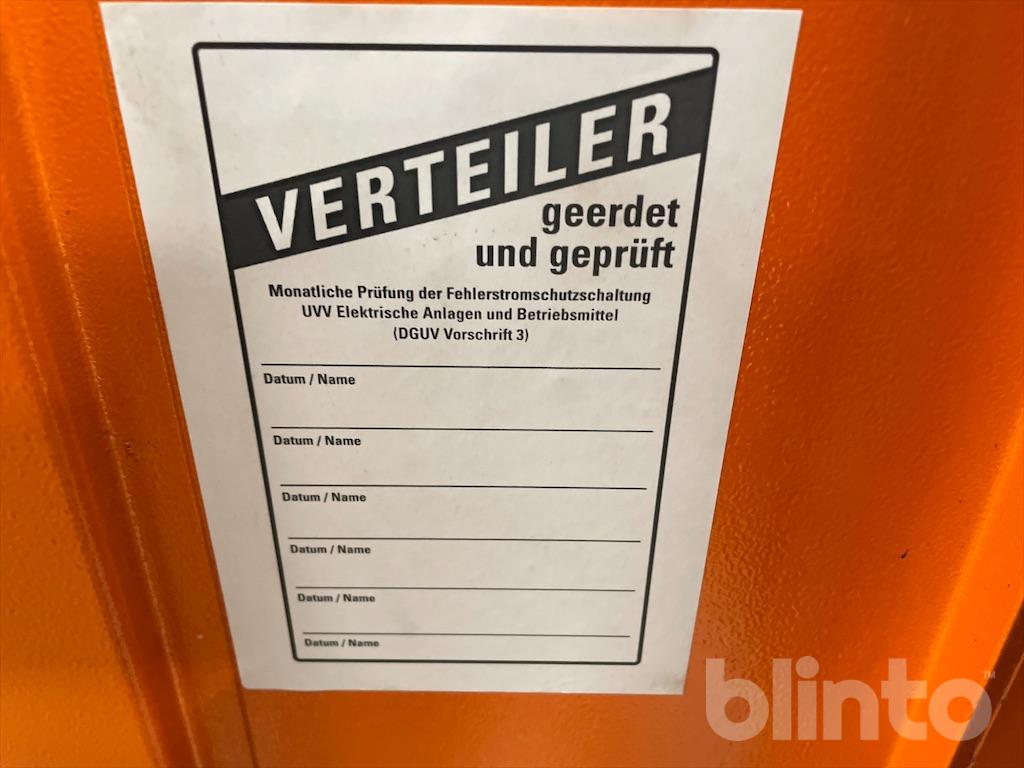 VERTEILER
geerdet
und geprüft
Monatliche Prüfung der Fehlerstromschutzschaltung
UVV Elektrische Anlagen und Betriebsmittel
(DGUV Vorschrift 3)
Datum / Name
Datum / Name
Datum / Name
Datum / Name
Datum / Name
Datum / Name
blinto™